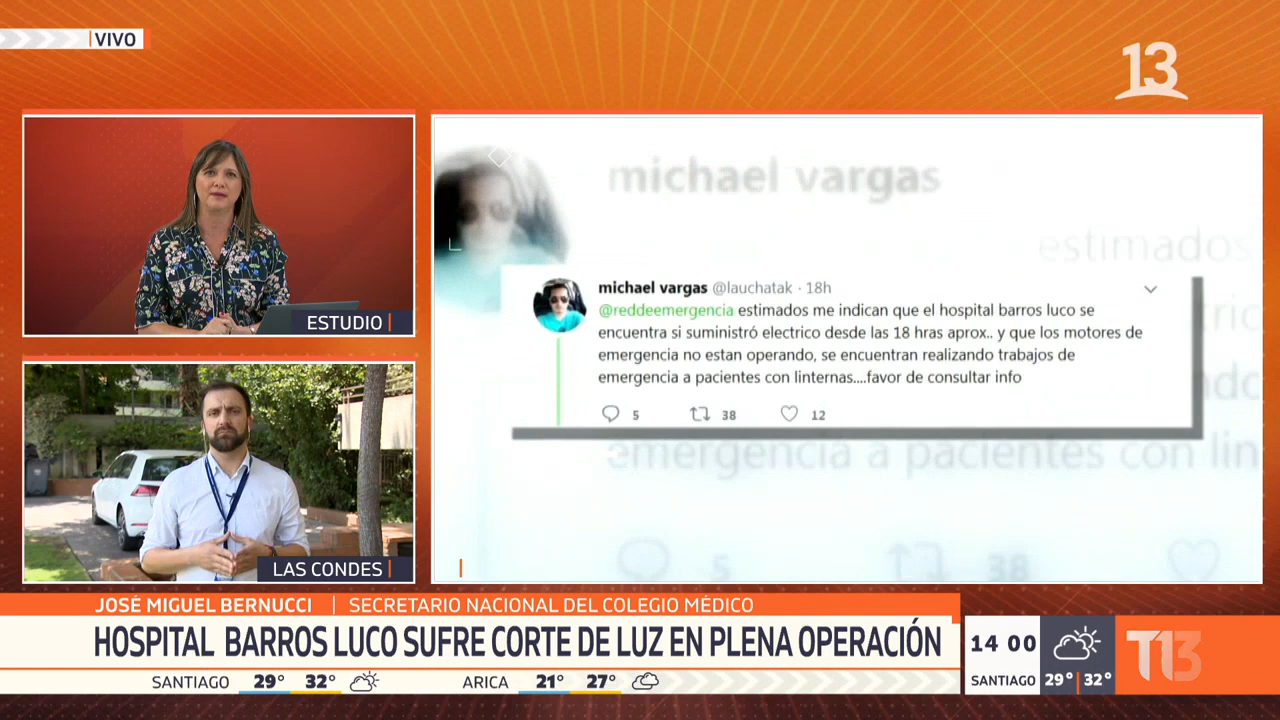 VIVO
13
michael vargas
estimados
michael vargas @lauchatak · 18h
@reddeemergencia estimados me indican que el hospital barros luco se
encuentra si suministró electrico desde las 18 hras aprox.. y que los motores de
emergencia no estan operando, se encuentran realizando trabajos de
emergencia a pacientes con linternas....favor de consultar info
5 38 12
emergencia a pacientes con lin
5 38
ESTUDIO
LAS CONDES
JOSÉ MIGUEL BERNUCCI | SECRETARIO NACIONAL DEL COLEGIO MÉDICO
HOSPITAL BARROS LUCO SUFRE CORTE DE LUZ EN PLENA OPERACIÓN
SANTIAGO 29° 32° ARICA 21° 27°
14 00
SANTIAGO 29° 32°
T13